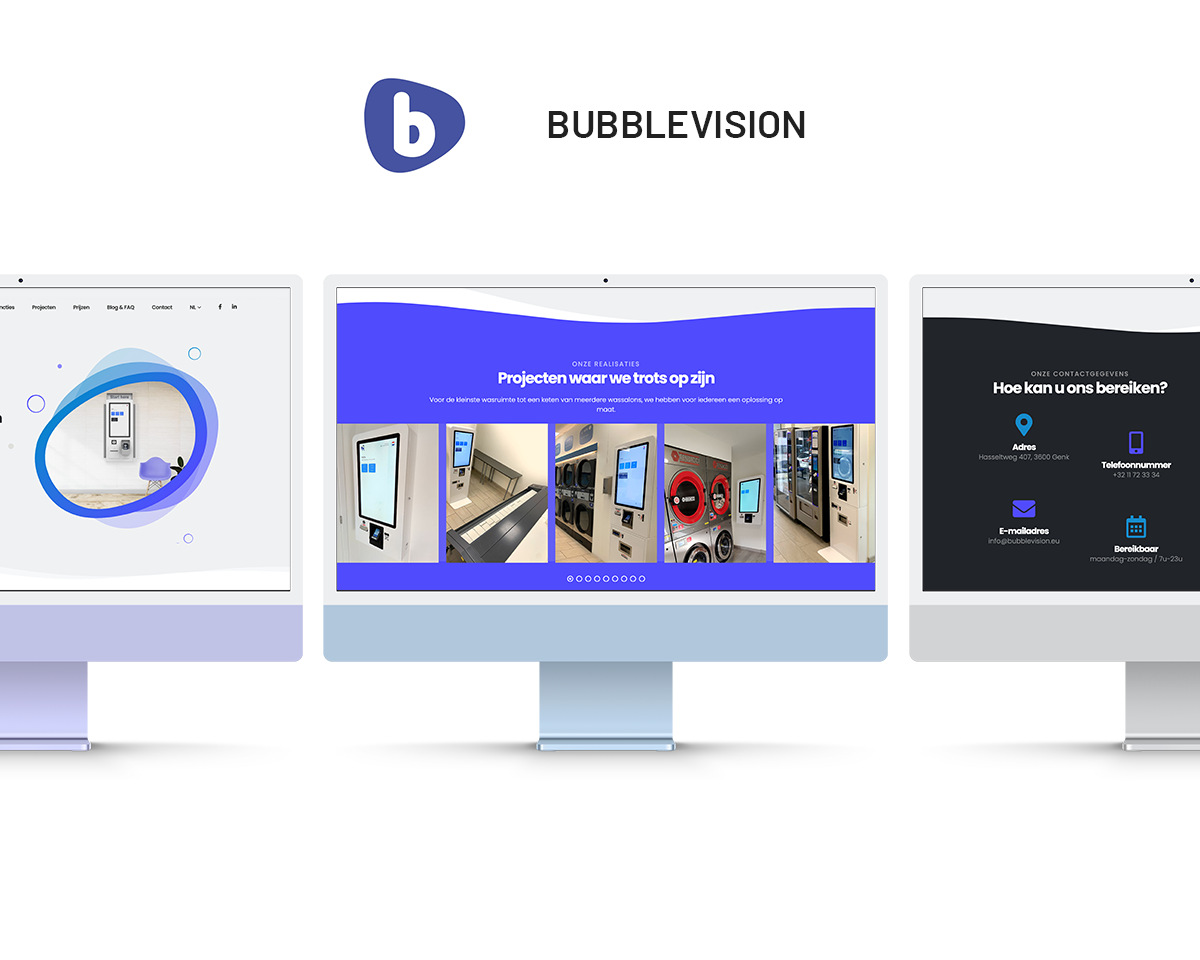 b
BUBBLEVISION
Projecten
Prijzen
Blog & FAQ
Contact
NL
f
in
Start here
ONZE REALISATIES
Projecten waar we trots op zijn
Voor de kleinste wasruimte tot een keten van meerdere wassalons, we hebben voor iedereen een oplossing op
maat.
ONZE CONTACTGEGEVENS
Hoe kan u ons bereiken?
Adres
Hasseltweg 407, 3600 Genk
Telefoonnummer
+32 11 72 33 34
E-mailadres
info@bubblevision.eu
Bereikbaar
maandag-zondag / 7u-23u